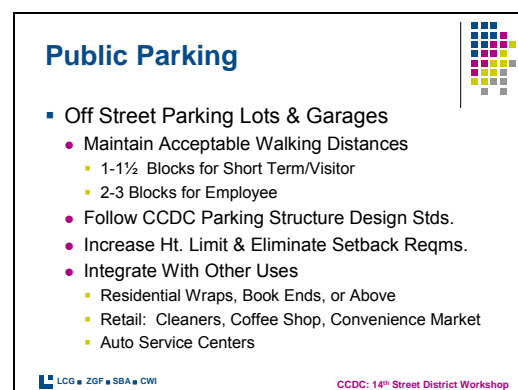 Public Parking
Off Street Parking Lots & Garages
Maintain Acceptable Walking Distances
1-1½ Blocks for Short Term/Visitor
2-3 Blocks for Employee
Follow CCDC Parking Structure Design Stds.
Increase Ht. Limit & Eliminate Setback Reqms.
Integrate With Other Uses
Residential Wraps, Book Ends, or Above
Retail: Cleaners, Coffee Shop, Convenience Market
Auto Service Centers
LCG ■ ZGF ■ SBA ■ CWI
CCDC: 14th Street District Workshop